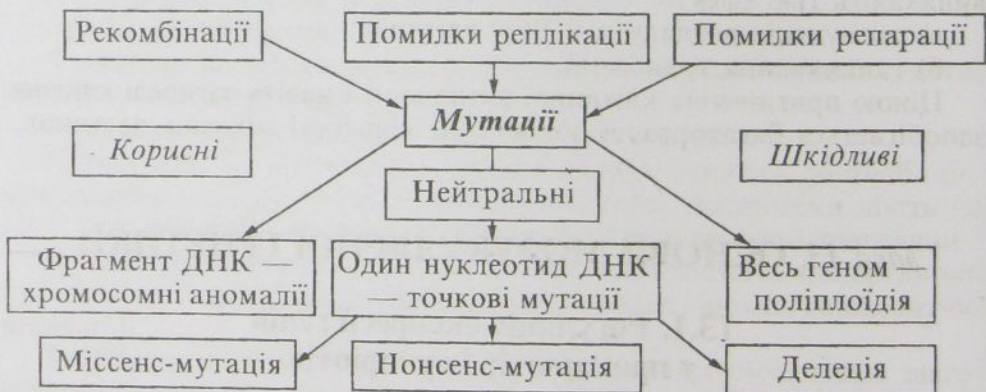 Рекомбінації
Помилки реплікації
Помилки репарації
Мутації
Корисні
Шкідливі
Нейтральні
Фрагмент ДНК —
хромосомні аномалії
Один нуклеотид ДНК
— точкові мутації
Весь геном —
поліплоїдія
Міссенс-мутація
Нонсенс-мутація
Делеція